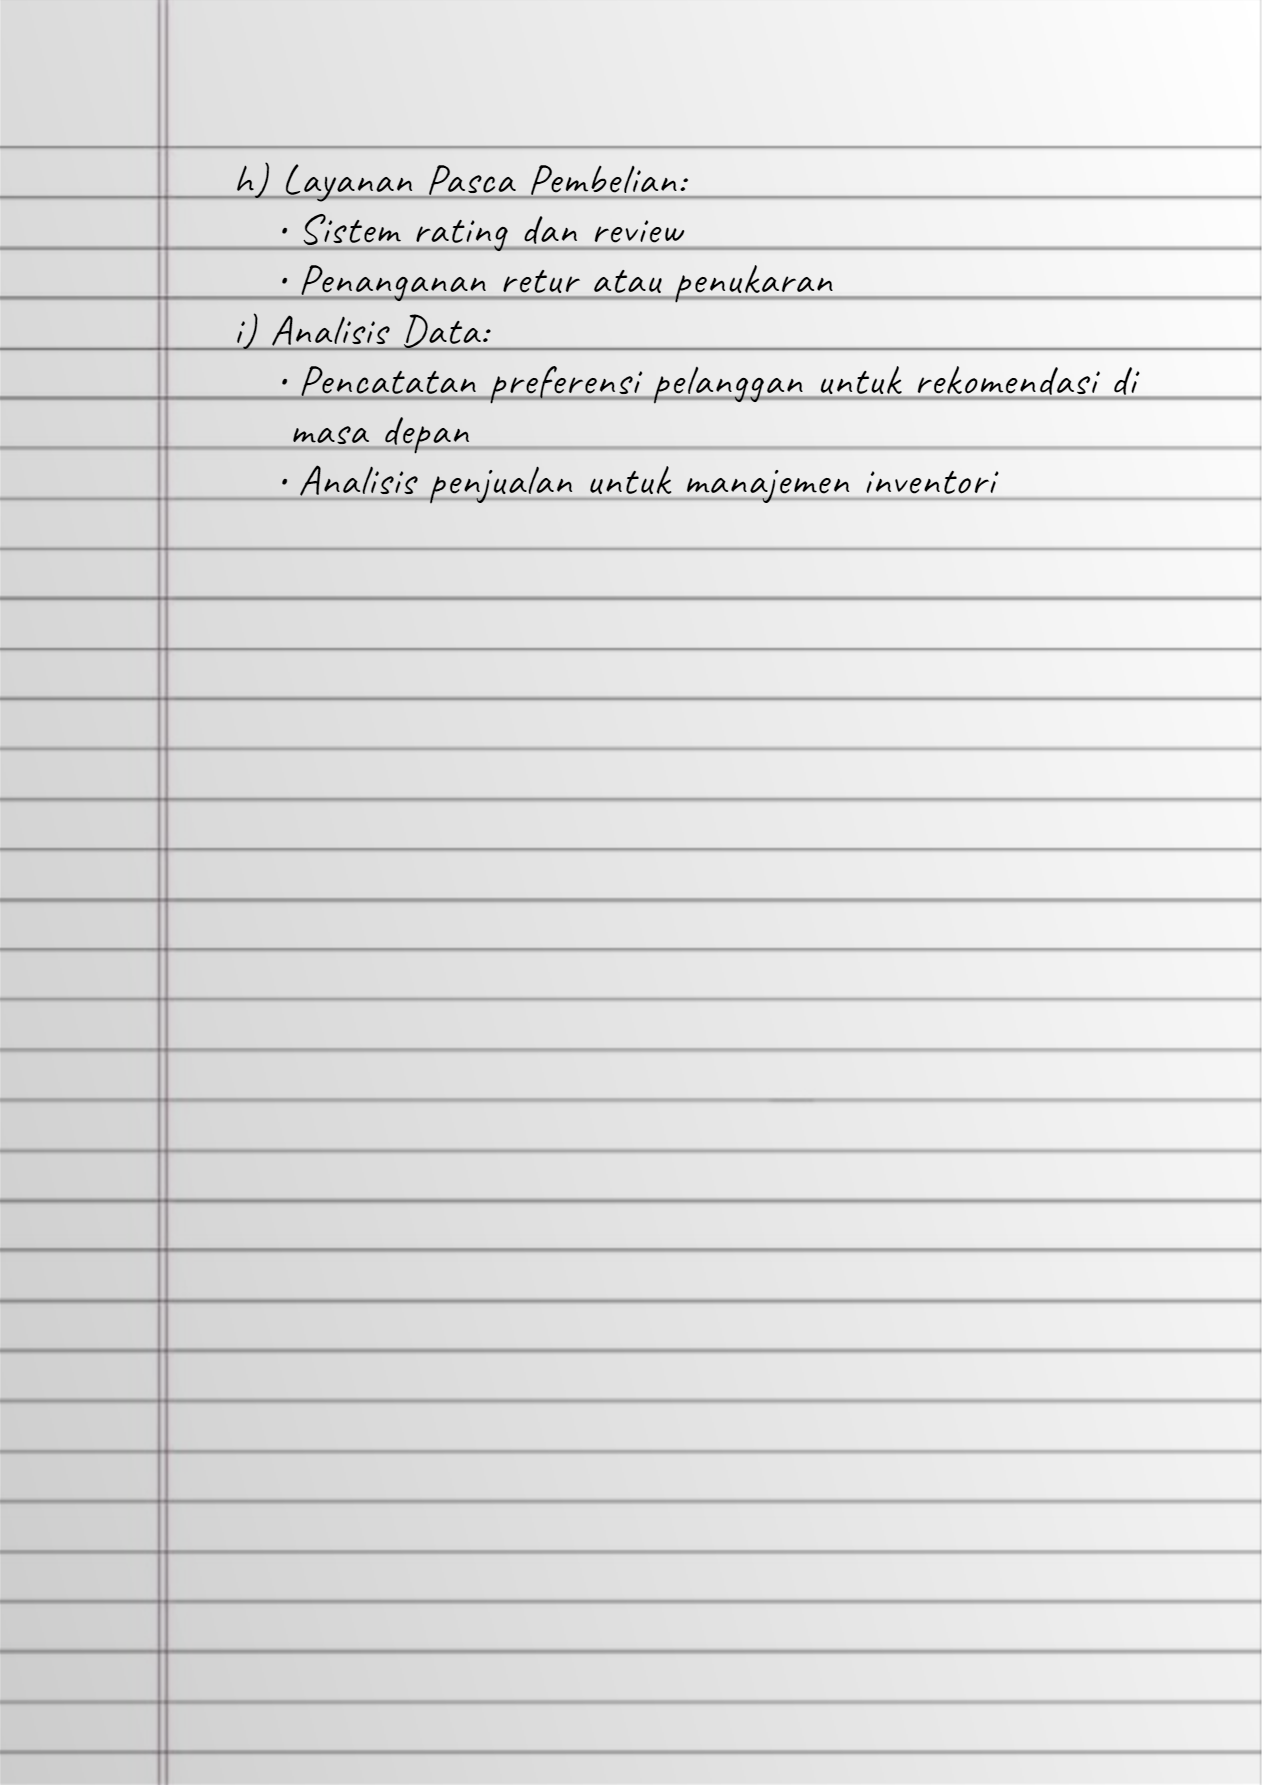 h) Layanan Pasca Pembelian:
• Sistem rating dan review
• Penanganan retur atau penukaran
i) Analisis Data:
• Pencatatan preferensi pelanggan untuk rekomendasi di
masa depan
• Analisis penjualan untuk manajemen inventori